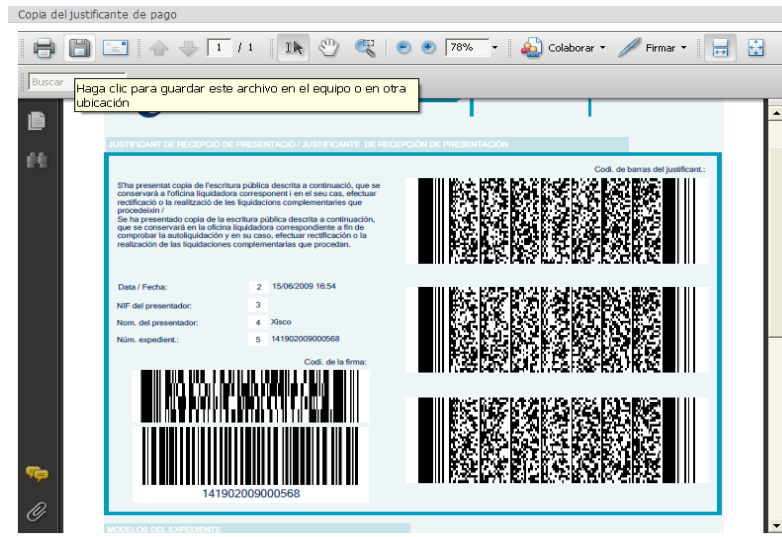 Copia del justificante de pago
1 / 1 78% Colaborar Firmar
Buscar
Haga clic para guardar este archivo en el equipo o en otra
ubicación
JUSTIFICANT DE RECEPCIÓ DE PRESENTACIÓ / JUSTIFICANTE DE RECEPCIÓN DE PRESENTACIÓN
Codi. de barras del justificant.:
S'ha presentat copia de l'escritura pública descrita a continuació, que se
conservarà a l'oficina liquidadora corresponent i en el seu cas, efectuar
rectificació o la realització de les liquidacions complementaries que
procedeixin /
Se ha presentado copia de la escritura pública descrita a continuación,
que se conservará en la oficina liquidadora correspondiente a fin de
comprobar la autoliquidación y en su caso, efectuar rectificación o la
realización de las liquidaciones complementarias que procedan.
Data / Fecha: 2 15/06/2009 16:54
NIF del presentador: 3
Nom. del presentador: 4 Xisco
Núm. expedient.: 5 141902009000568
Codi. de la firma:
141902009000568
MODELOS DEL EXPEDIENTE